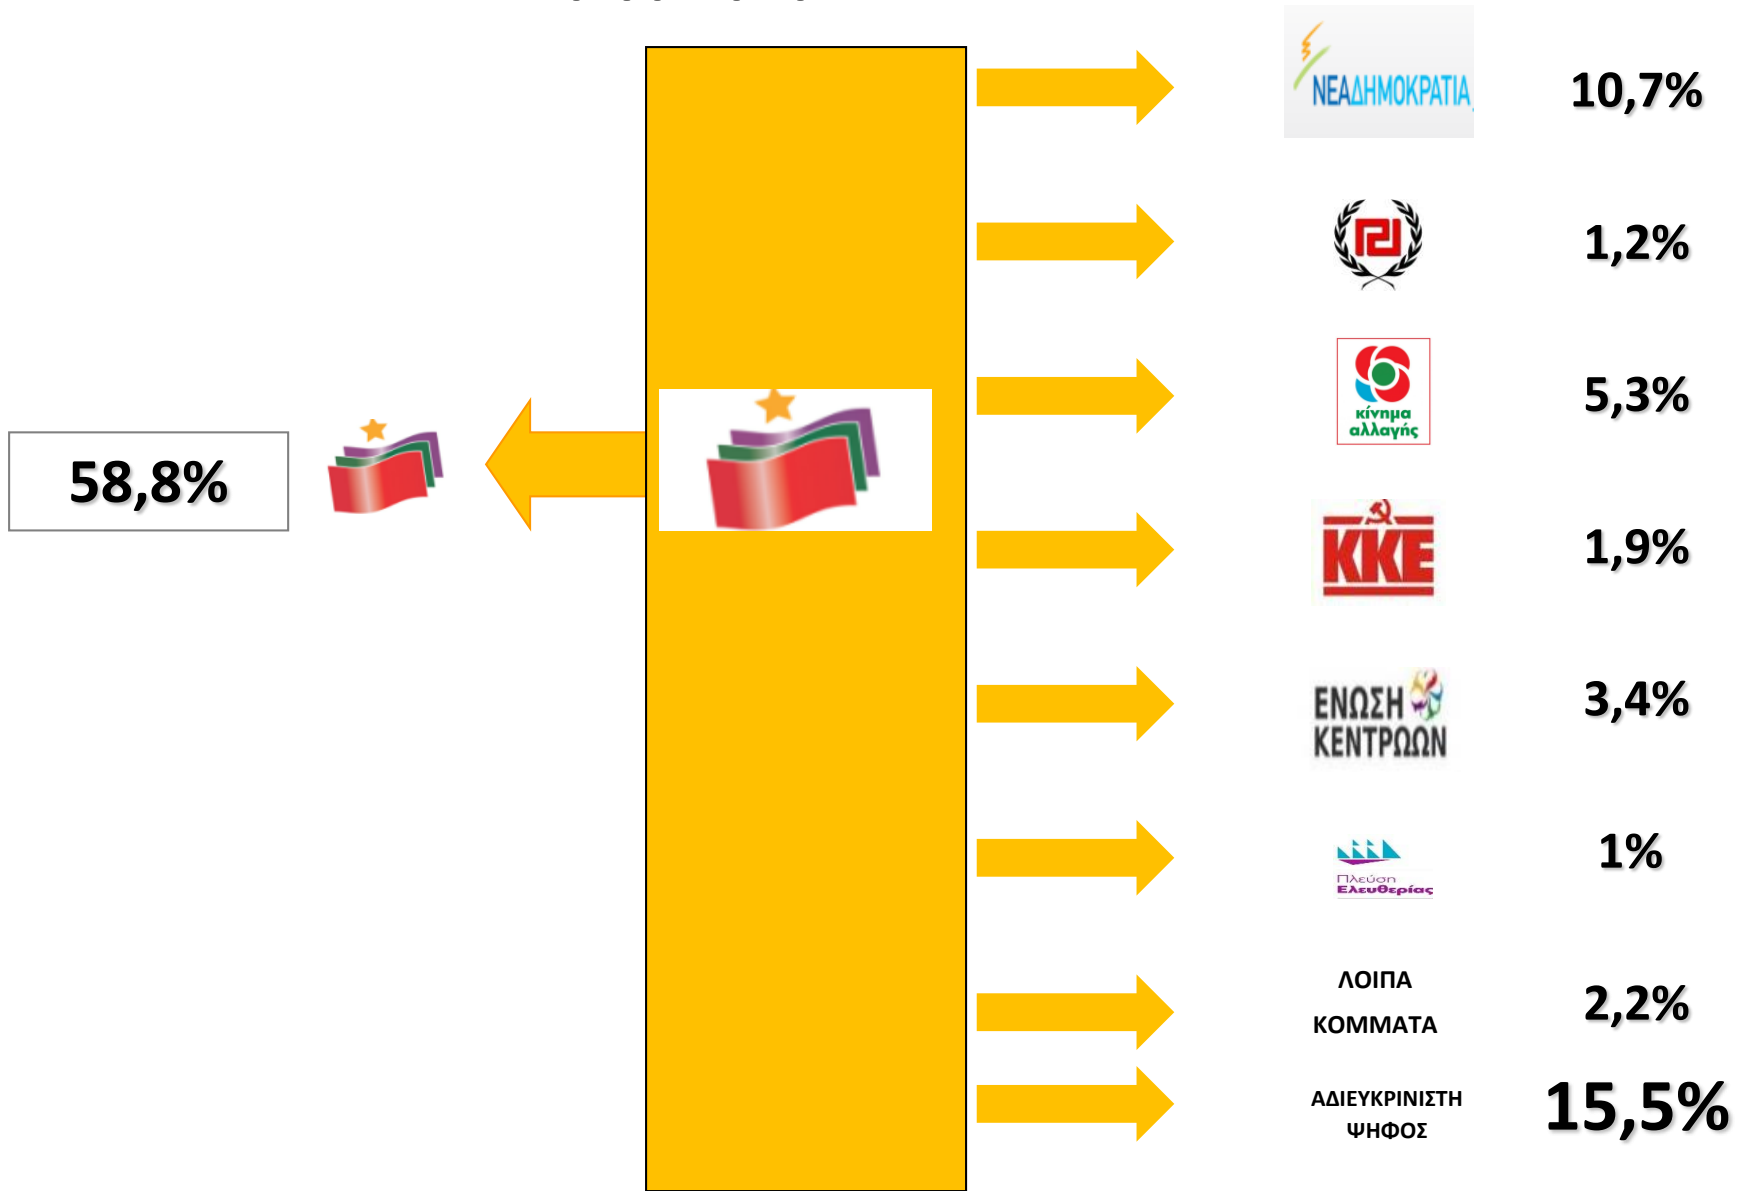 ΝΕΑΔΗΜΟΚΡΑΤΙΑ
10,7%
1,2%
κίνημα
αλλαγής
5,3%
58,8%
ΚΚΕ
1,9%
ΕΝΩΣΗ
ΚΕΝΤΡΩΩΝ
3,4%
Πλεύση
Ελευθερίας
1%
ΛΟΙΠΑ
ΚΟΜΜΑΤΑ
2,2%
ΑΔΙΕΥΚΡΙΝΙΣΤΗ
ΨΗΦΟΣ
15,5%